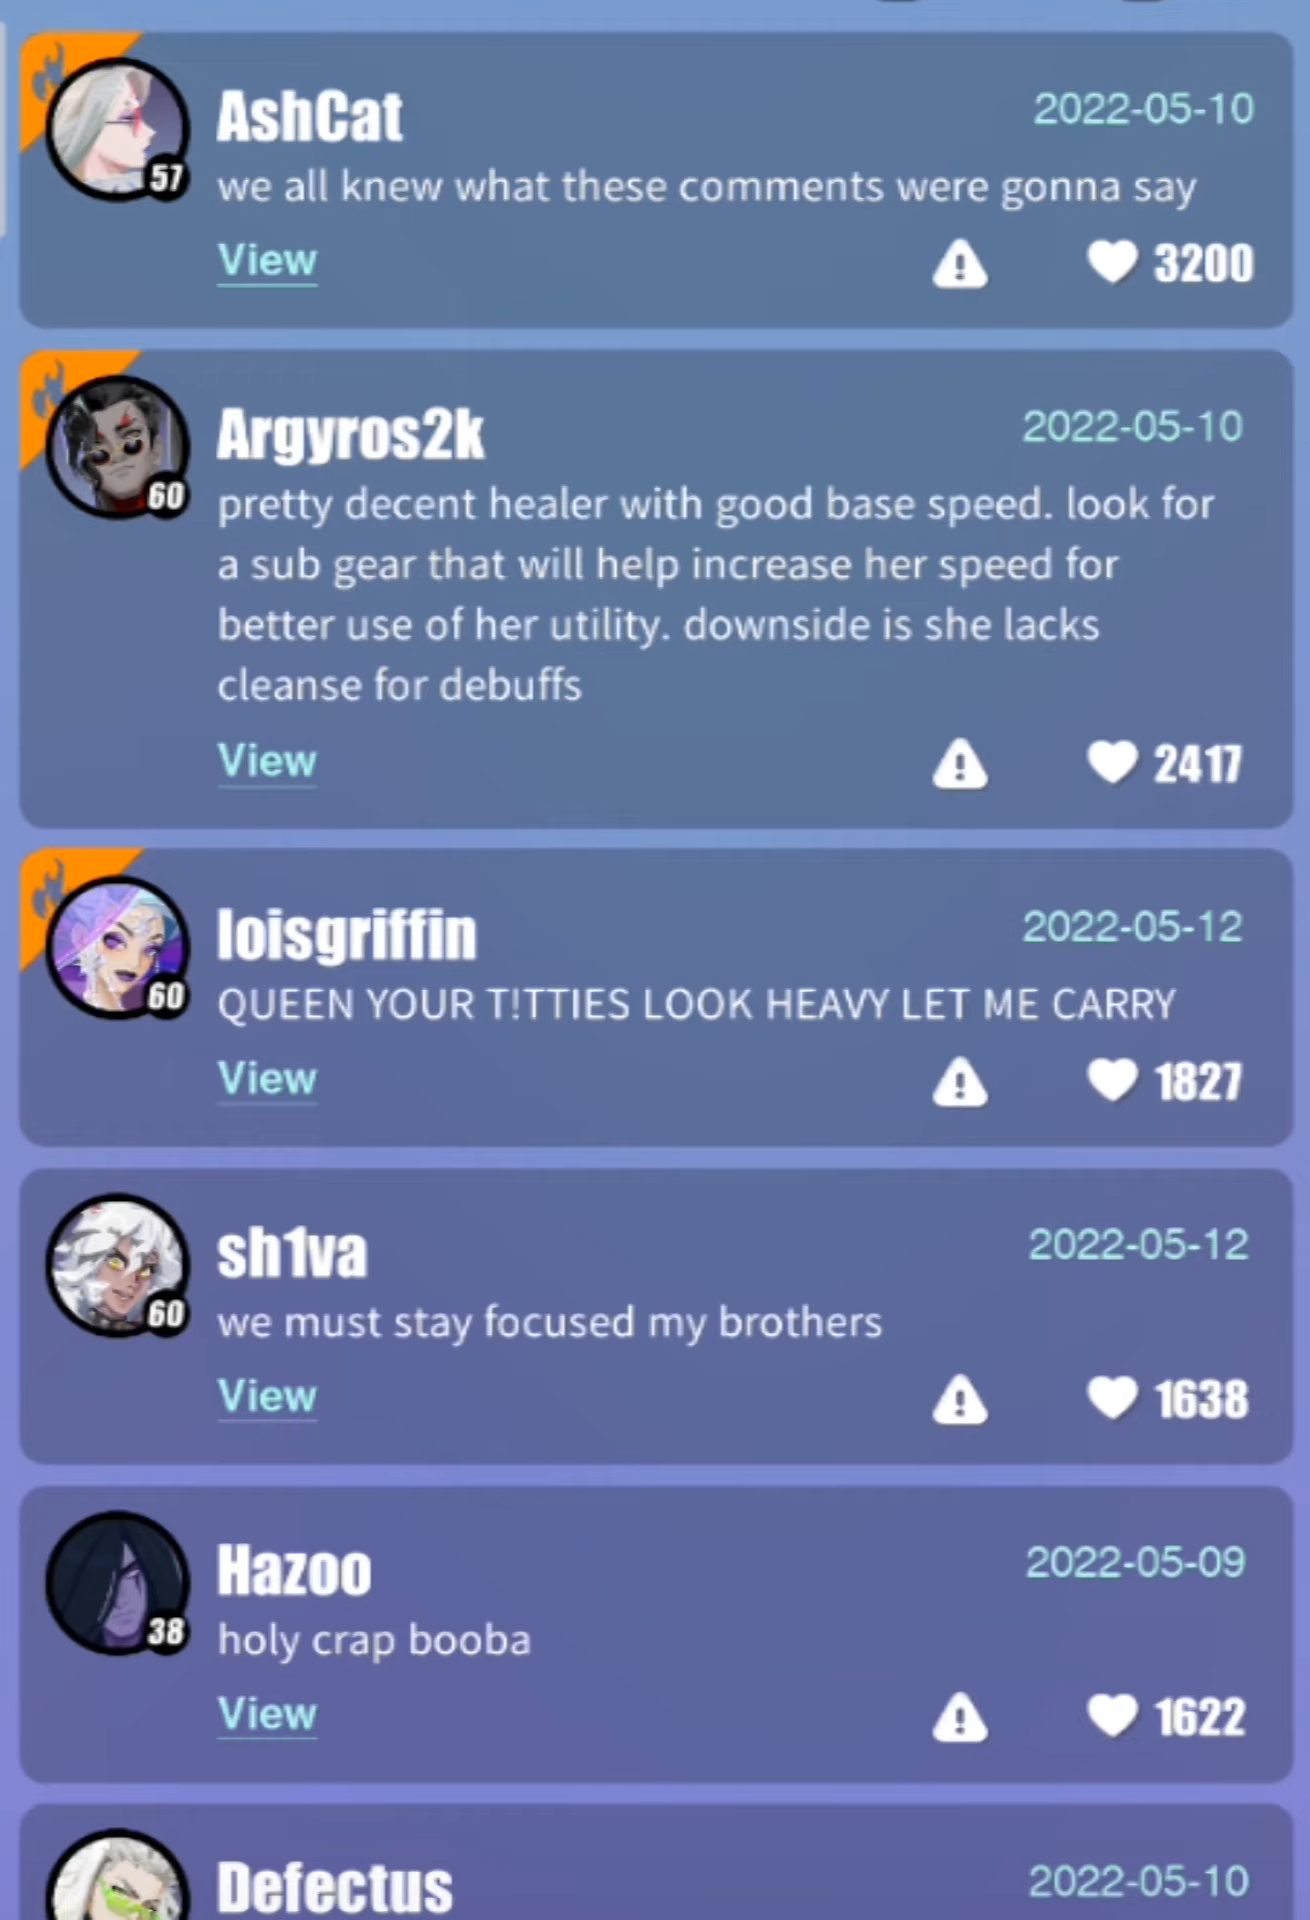 AshCat
2022-05-10
57
we all knew what these comments were gonna say
View
3200
Argyros2k
2022-05-10
60
pretty decent healer with good base speed. look for
a sub gear that will help increase her speed for
better use of her utility. downside is she lacks
cleanse for debuffs
View
2417
loisgriffin
2022-05-12
60
QUEEN YOUR T!TTIES LOOK HEAVY LET ME CARRY
View
1827
sh1va
2022-05-12
60
we must stay focused my brothers
View
1638
Hazoo
2022-05-09
38
holy crap booba
View
1622
Defectus
2022-05-10